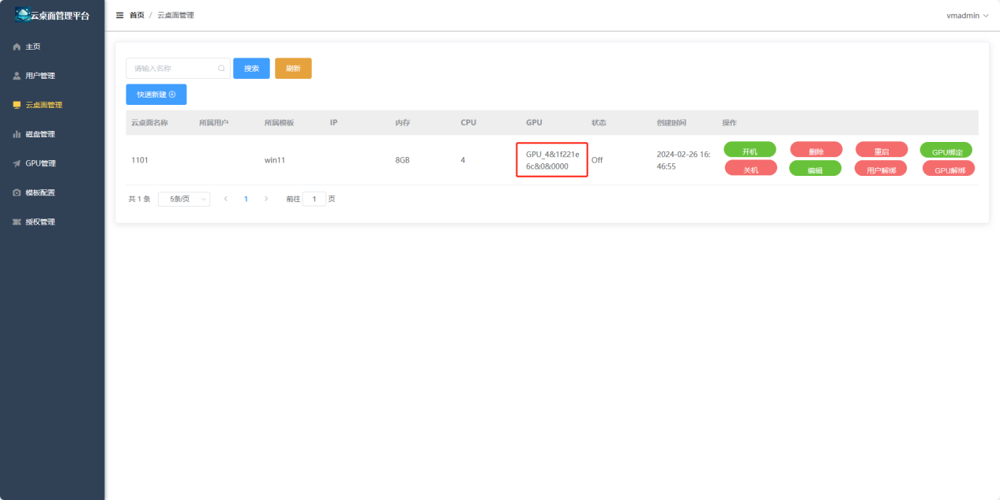 云桌面管理平台
首页 / 云桌面管理
vmadmin
主页
用户管理
云桌面管理
磁盘管理
GPU管理
模板配置
授权管理
请输入名称
搜索
刷新
快速新建
云桌面名称 所属用户 所属模板 IP 内存 CPU GPU 状态 创建时间 操作
1101 win11 8GB 4 GPU_4&1f221e6c&0&0000 Off 2024-02-26 16:46:55
开机 删除 重启 GPU绑定
关机 编辑 用户解绑 GPU解绑
共 1 条 5条/页 1 前往 1 页